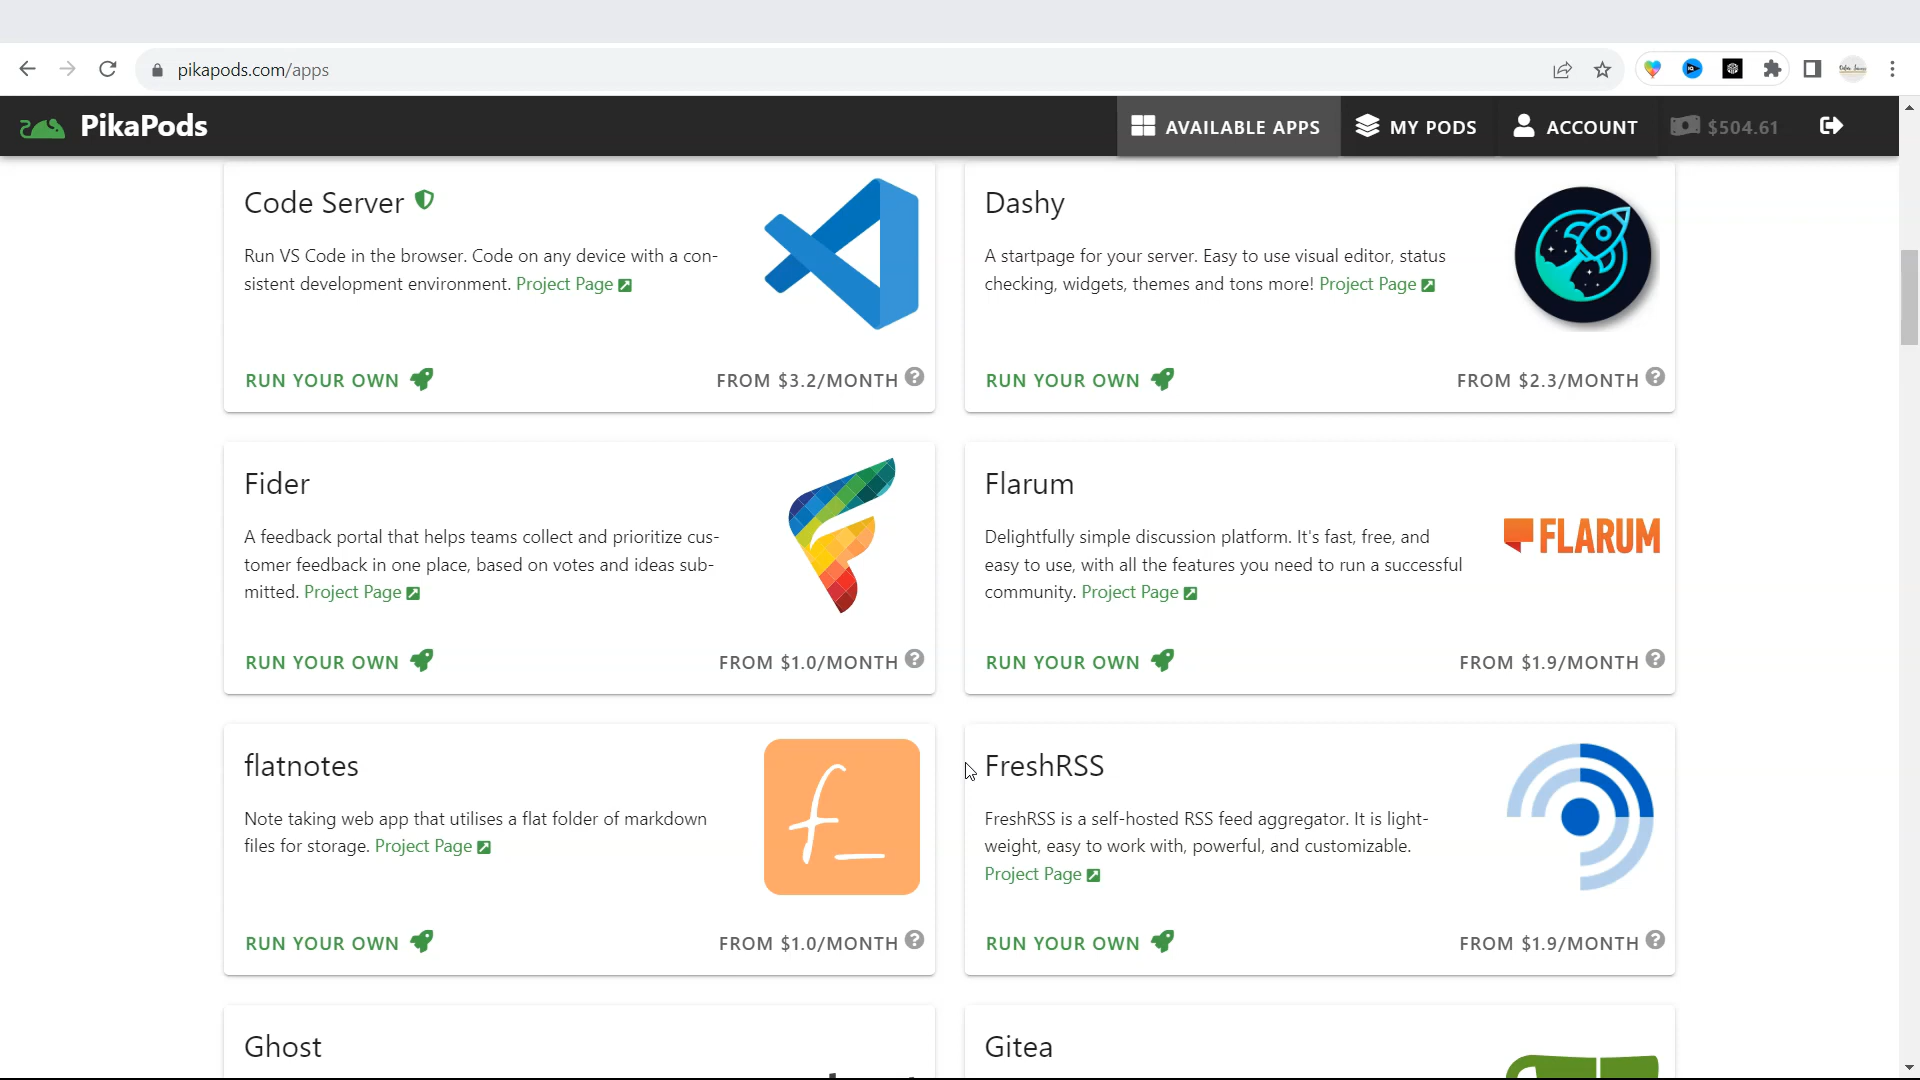 pikapods.com/apps
PikaPods
AVAILABLE APPS
MY PODS
ACCOUNT
$504.61
Code Server
Run VS Code in the browser. Code on any device with a con-
sistent development environment. Project Page
RUN YOUR OWN
FROM $3.2/MONTH
Dashy
A startpage for your server. Easy to use visual editor, status
checking, widgets, themes and tons more! Project Page
RUN YOUR OWN
FROM $2.3/MONTH
Fider
A feedback portal that helps teams collect and prioritize cus-
tomer feedback in one place, based on votes and ideas sub-
mitted. Project Page
RUN YOUR OWN
FROM $1.0/MONTH
Flarum
Delightfully simple discussion platform. It's fast, free, and
easy to use, with all the features you need to run a successful
community. Project Page
FLARUM
RUN YOUR OWN
FROM $1.9/MONTH
flatnotes
Note taking web app that utilises a flat folder of markdown
files for storage. Project Page
f_
RUN YOUR OWN
FROM $1.0/MONTH
FreshRSS
FreshRSS is a self-hosted RSS feed aggregator. It is light-
weight, easy to work with, powerful, and customizable.
Project Page
RUN YOUR OWN
FROM $1.9/MONTH
Ghost
Gitea